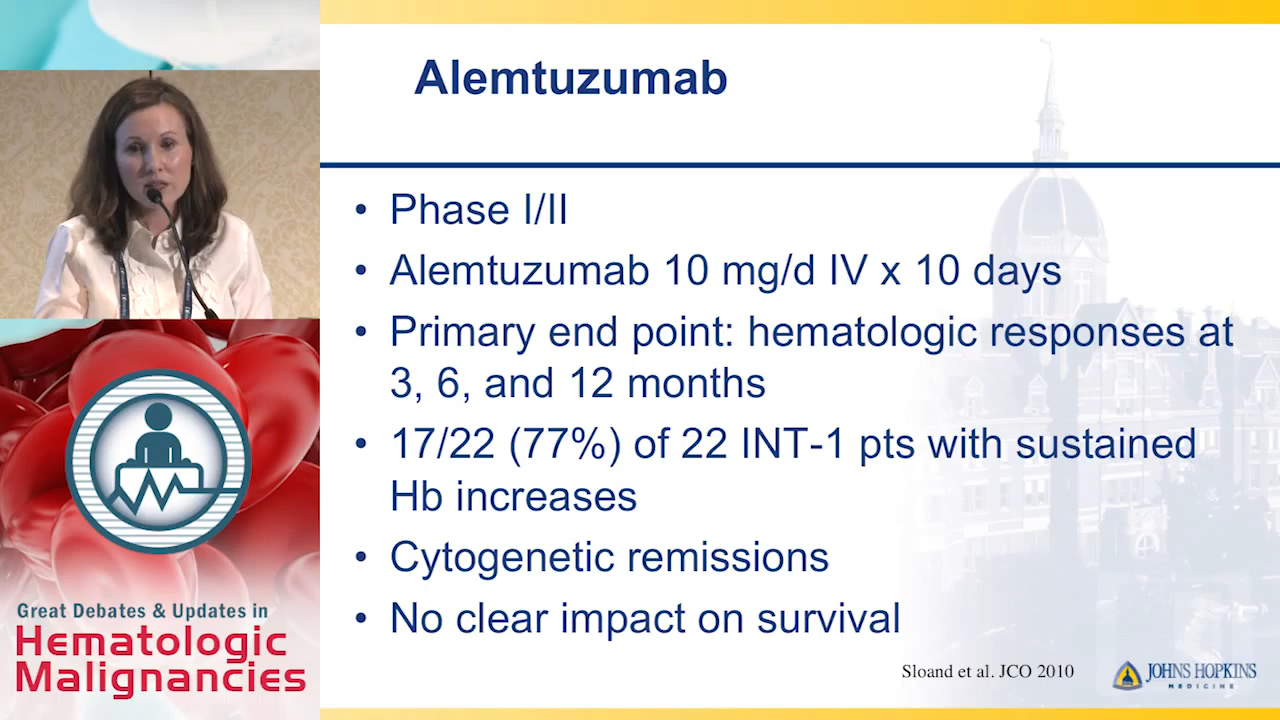 Alemtuzumab
• Phase I/II
• Alemtuzumab 10 mg/d IV x 10 days
• Primary end point: hematologic responses at
3, 6, and 12 months
• 17/22 (77%) of 22 INT-1 pts with sustained
Hb increases
• Cytogenetic remissions
• No clear impact on survival
Sloand et al. JCO 2010
JOHNS HOPKINS
MEDICINE
Great Debates & Updates in
Hematologic
Malignancies